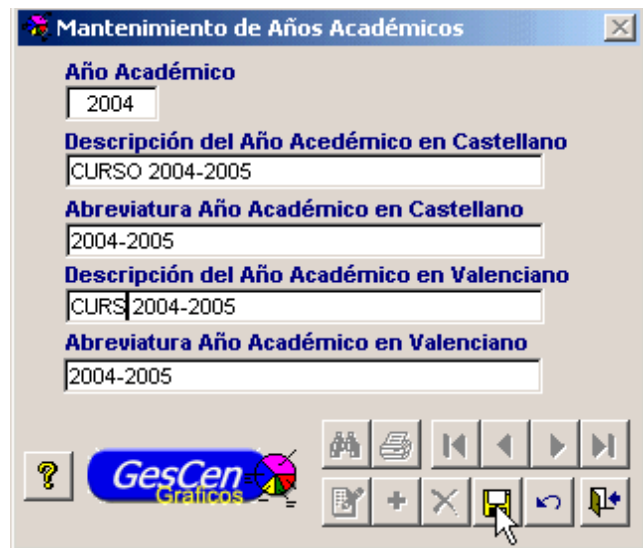 Mantenimiento de Años Académicos
Año Académico
2004
Descripción del Año Acedémico en Castellano
CURSO 2004-2005
Abreviatura Año Académico en Castellano
2004-2005
Descripción del Año Académico en Valenciano
CURS 2004-2005
Abreviatura Año Académico en Valenciano
2004-2005
?
GesCen
Gráficos